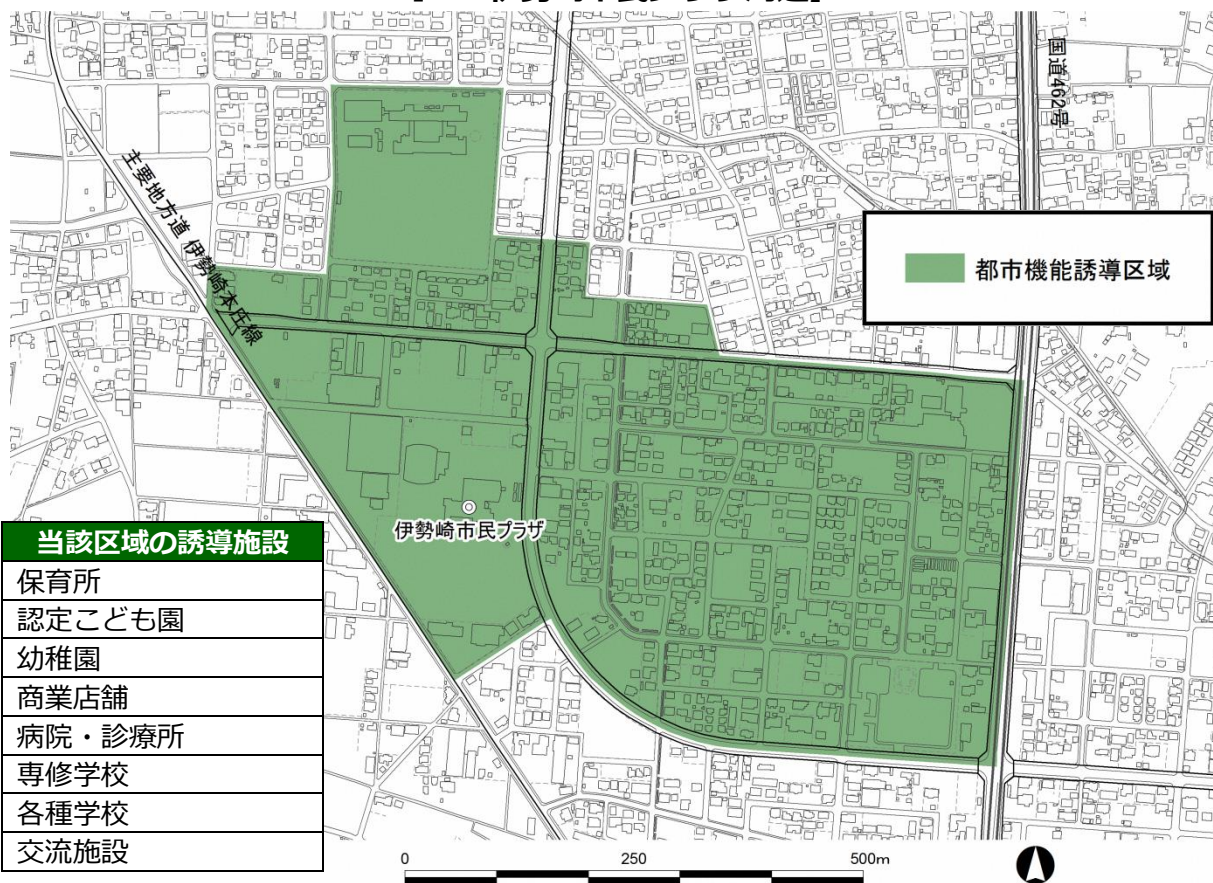 国道462号
主要地方道 伊勢崎本庄線
都市機能誘導区域
伊勢崎市民プラザ
当該区域の誘導施設
保育所
認定こども園
幼稚園
商業店舗
病院・診療所
専修学校
各種学校
交流施設
0 250 500m